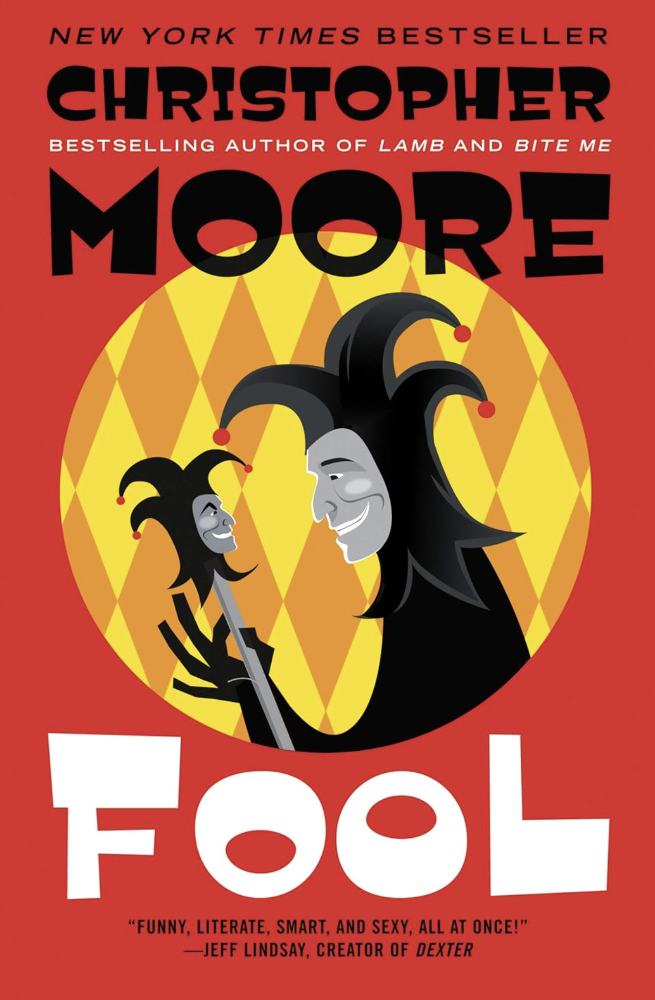 NEW YORK TIMES BESTSELLER
CHRISTOPHER
BESTSELLING AUTHOR OF LAMB AND BITE ME
MOORE
FOOL
“FUNNY, LITERATE, SMART, AND SEXY, ALL AT ONCE!”
—JEFF LINDSAY, CREATOR OF DEXTER